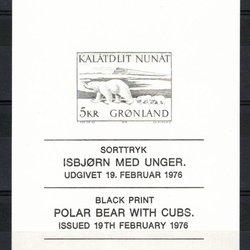 KALÂTDLIT NUNAT
5KR GRØNLAND
SORTTRYK
ISBJØRN MED UNGER.
UDGIVET 19. FEBRUAR 1976
BLACK PRINT
POLAR BEAR WITH CUBS.
ISSUED 19TH FEBRUARY 1976